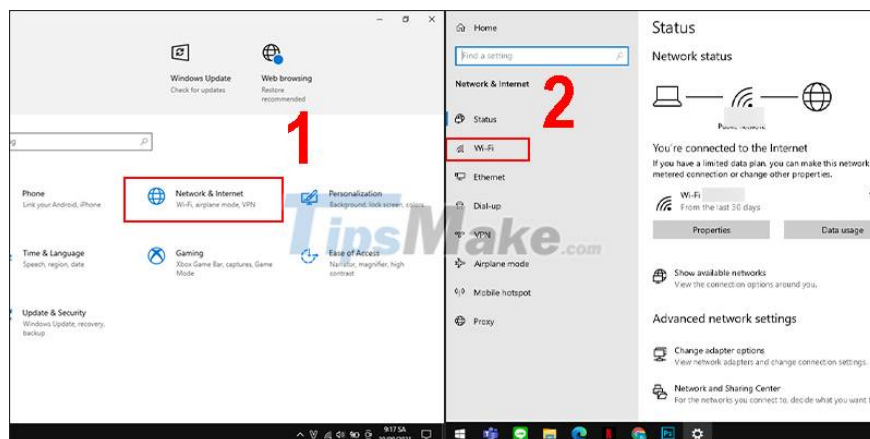 Windows Update
Check for updates
Web browsing
Restore
recommended
1
Phone
Link your Android, iPhone
Network & Internet
Wi-Fi, airplane mode, VPN
Personalization
Background, lock screen, colors
Time & Language
Speech, region, date
Gaming
Xbox Game Bar, captures, Game
Mode
Ease of Access
Narrator, magnifier, high
contrast
Update & Security
Windows Update, recovery,
backup
9:17 SA
TipsMake.com
Home
Find a setting
Network & Internet
2
Status
Wi-Fi
Ethernet
Dial-up
VPN
Airplane mode
Mobile hotspot
Proxy
Status
Network status
You're connected to the Internet
If you have a limited data plan, you can make this network
metered connection or change other properties.
Wi-Fi
From the last 30 days
Properties
Data usage
Show available networks
View the connection options around you.
Advanced network settings
Change adapter options
View network adapters and change connection settings.
Network and Sharing Center
For the networks you connect to, decide what you want